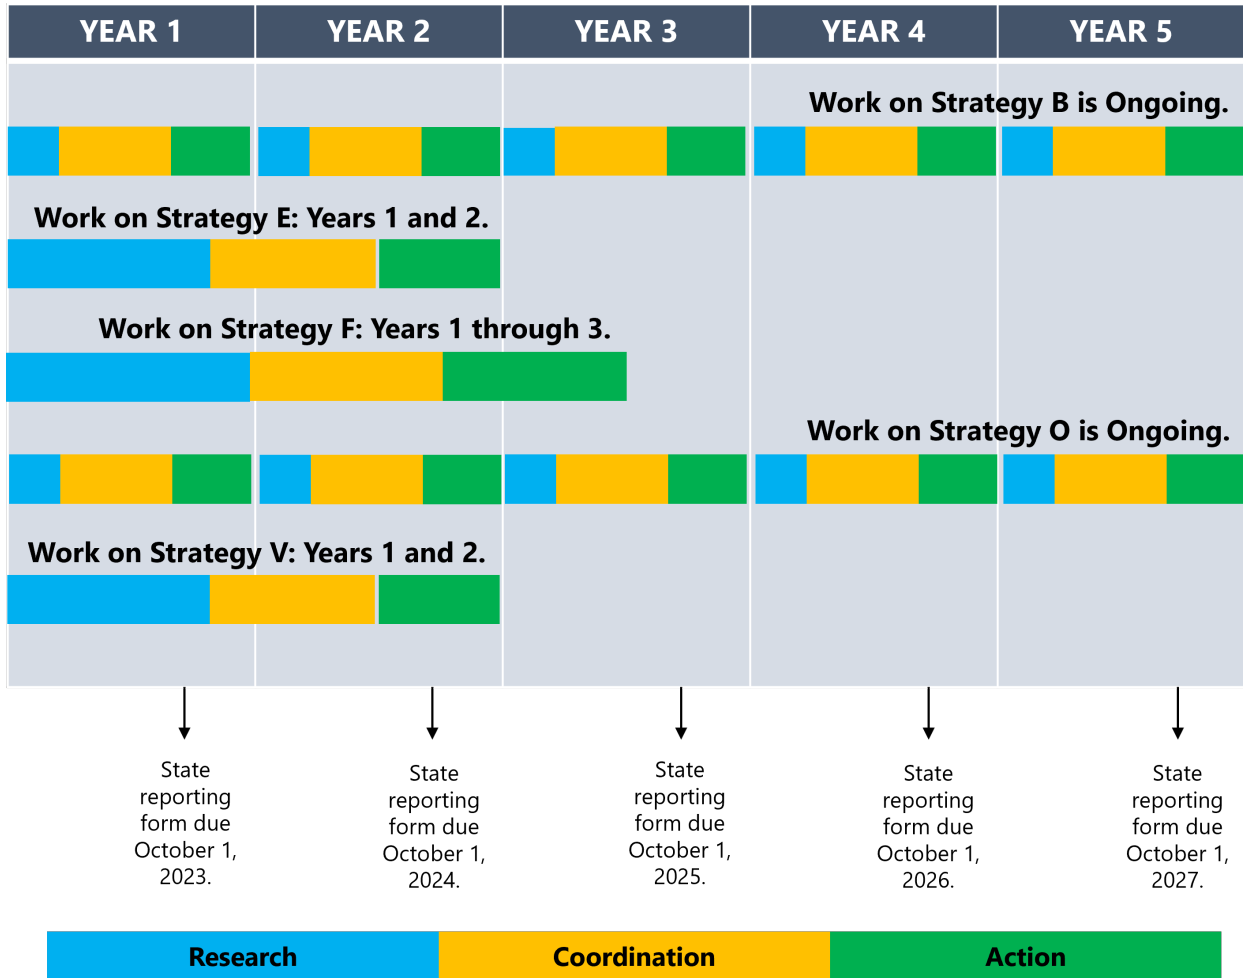 YEAR 1 YEAR 2 YEAR 3 YEAR 4 YEAR 5
Work on Strategy B is Ongoing.
Work on Strategy E: Years 1 and 2.
Work on Strategy F: Years 1 through 3.
Work on Strategy O is Ongoing.
Work on Strategy V: Years 1 and 2.
State
reporting
form due
October 1,
2023.
State
reporting
form due
October 1,
2024.
State
reporting
form due
October 1,
2025.
State
reporting
form due
October 1,
2026.
State
reporting
form due
October 1,
2027.
Research Coordination Action